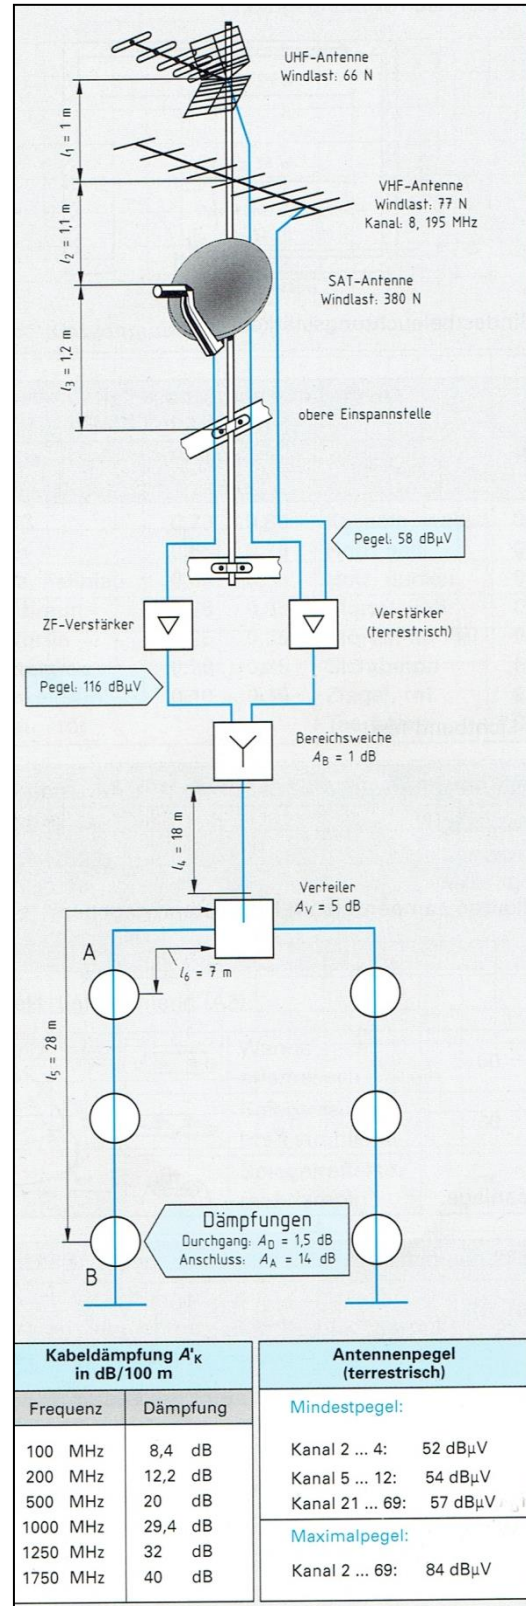 UHF-Antenne
Windlast: 66 N
l₁ = 1 m
VHF-Antenne
Windlast: 77 N
Kanal: 8, 195 MHz
l₂ = 1,1 m
SAT-Antenne
Windlast: 380 N
l₃ = 1,2 m
obere Einspannstelle
Pegel: 58 dBµV
ZF-Verstärker
Verstärker
(terrestrisch)
Pegel: 116 dBµV
Bereichsweiche
A_B = 1 dB
l₄ = 18 m
Verteiler
A_V = 5 dB
A
l₆ = 7 m
l₅ = 28 m
Dämpfungen
Durchgang: A_D = 1,5 dB
Anschluss: A_A = 14 dB
B
Kabeldämpfung A'_K
in dB/100 m
Frequenz Dämpfung
100 MHz 8,4 dB
200 MHz 12,2 dB
500 MHz 20 dB
1000 MHz 29,4 dB
1250 MHz 32 dB
1750 MHz 40 dB
Antennenpegel
(terrestrisch)
Mindestpegel:
Kanal 2 ... 4: 52 dBµV
Kanal 5 ... 12: 54 dBµV
Kanal 21 ... 69: 57 dBµV
Maximalpegel:
Kanal 2 ... 69: 84 dBµV